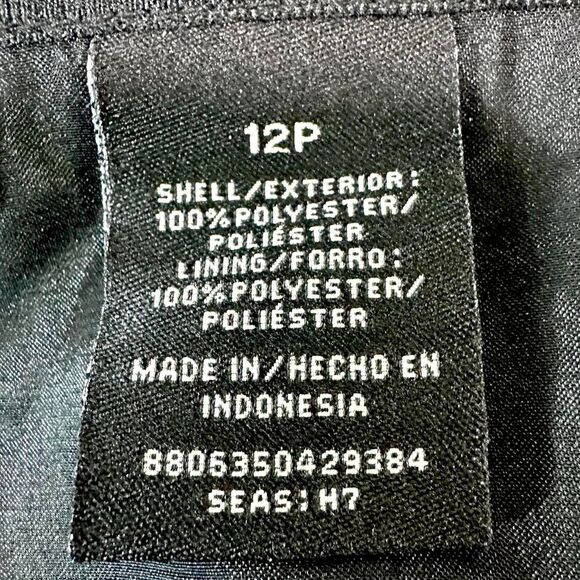 12P
SHELL/EXTERIOR:
100%POLYESTER/
POLIÉSTER
LINING/FORRO:
100%POLYESTER/
POLIÉSTER
MADE IN/HECHO EN
INDONESIA
8806350429384
SEAS:H7